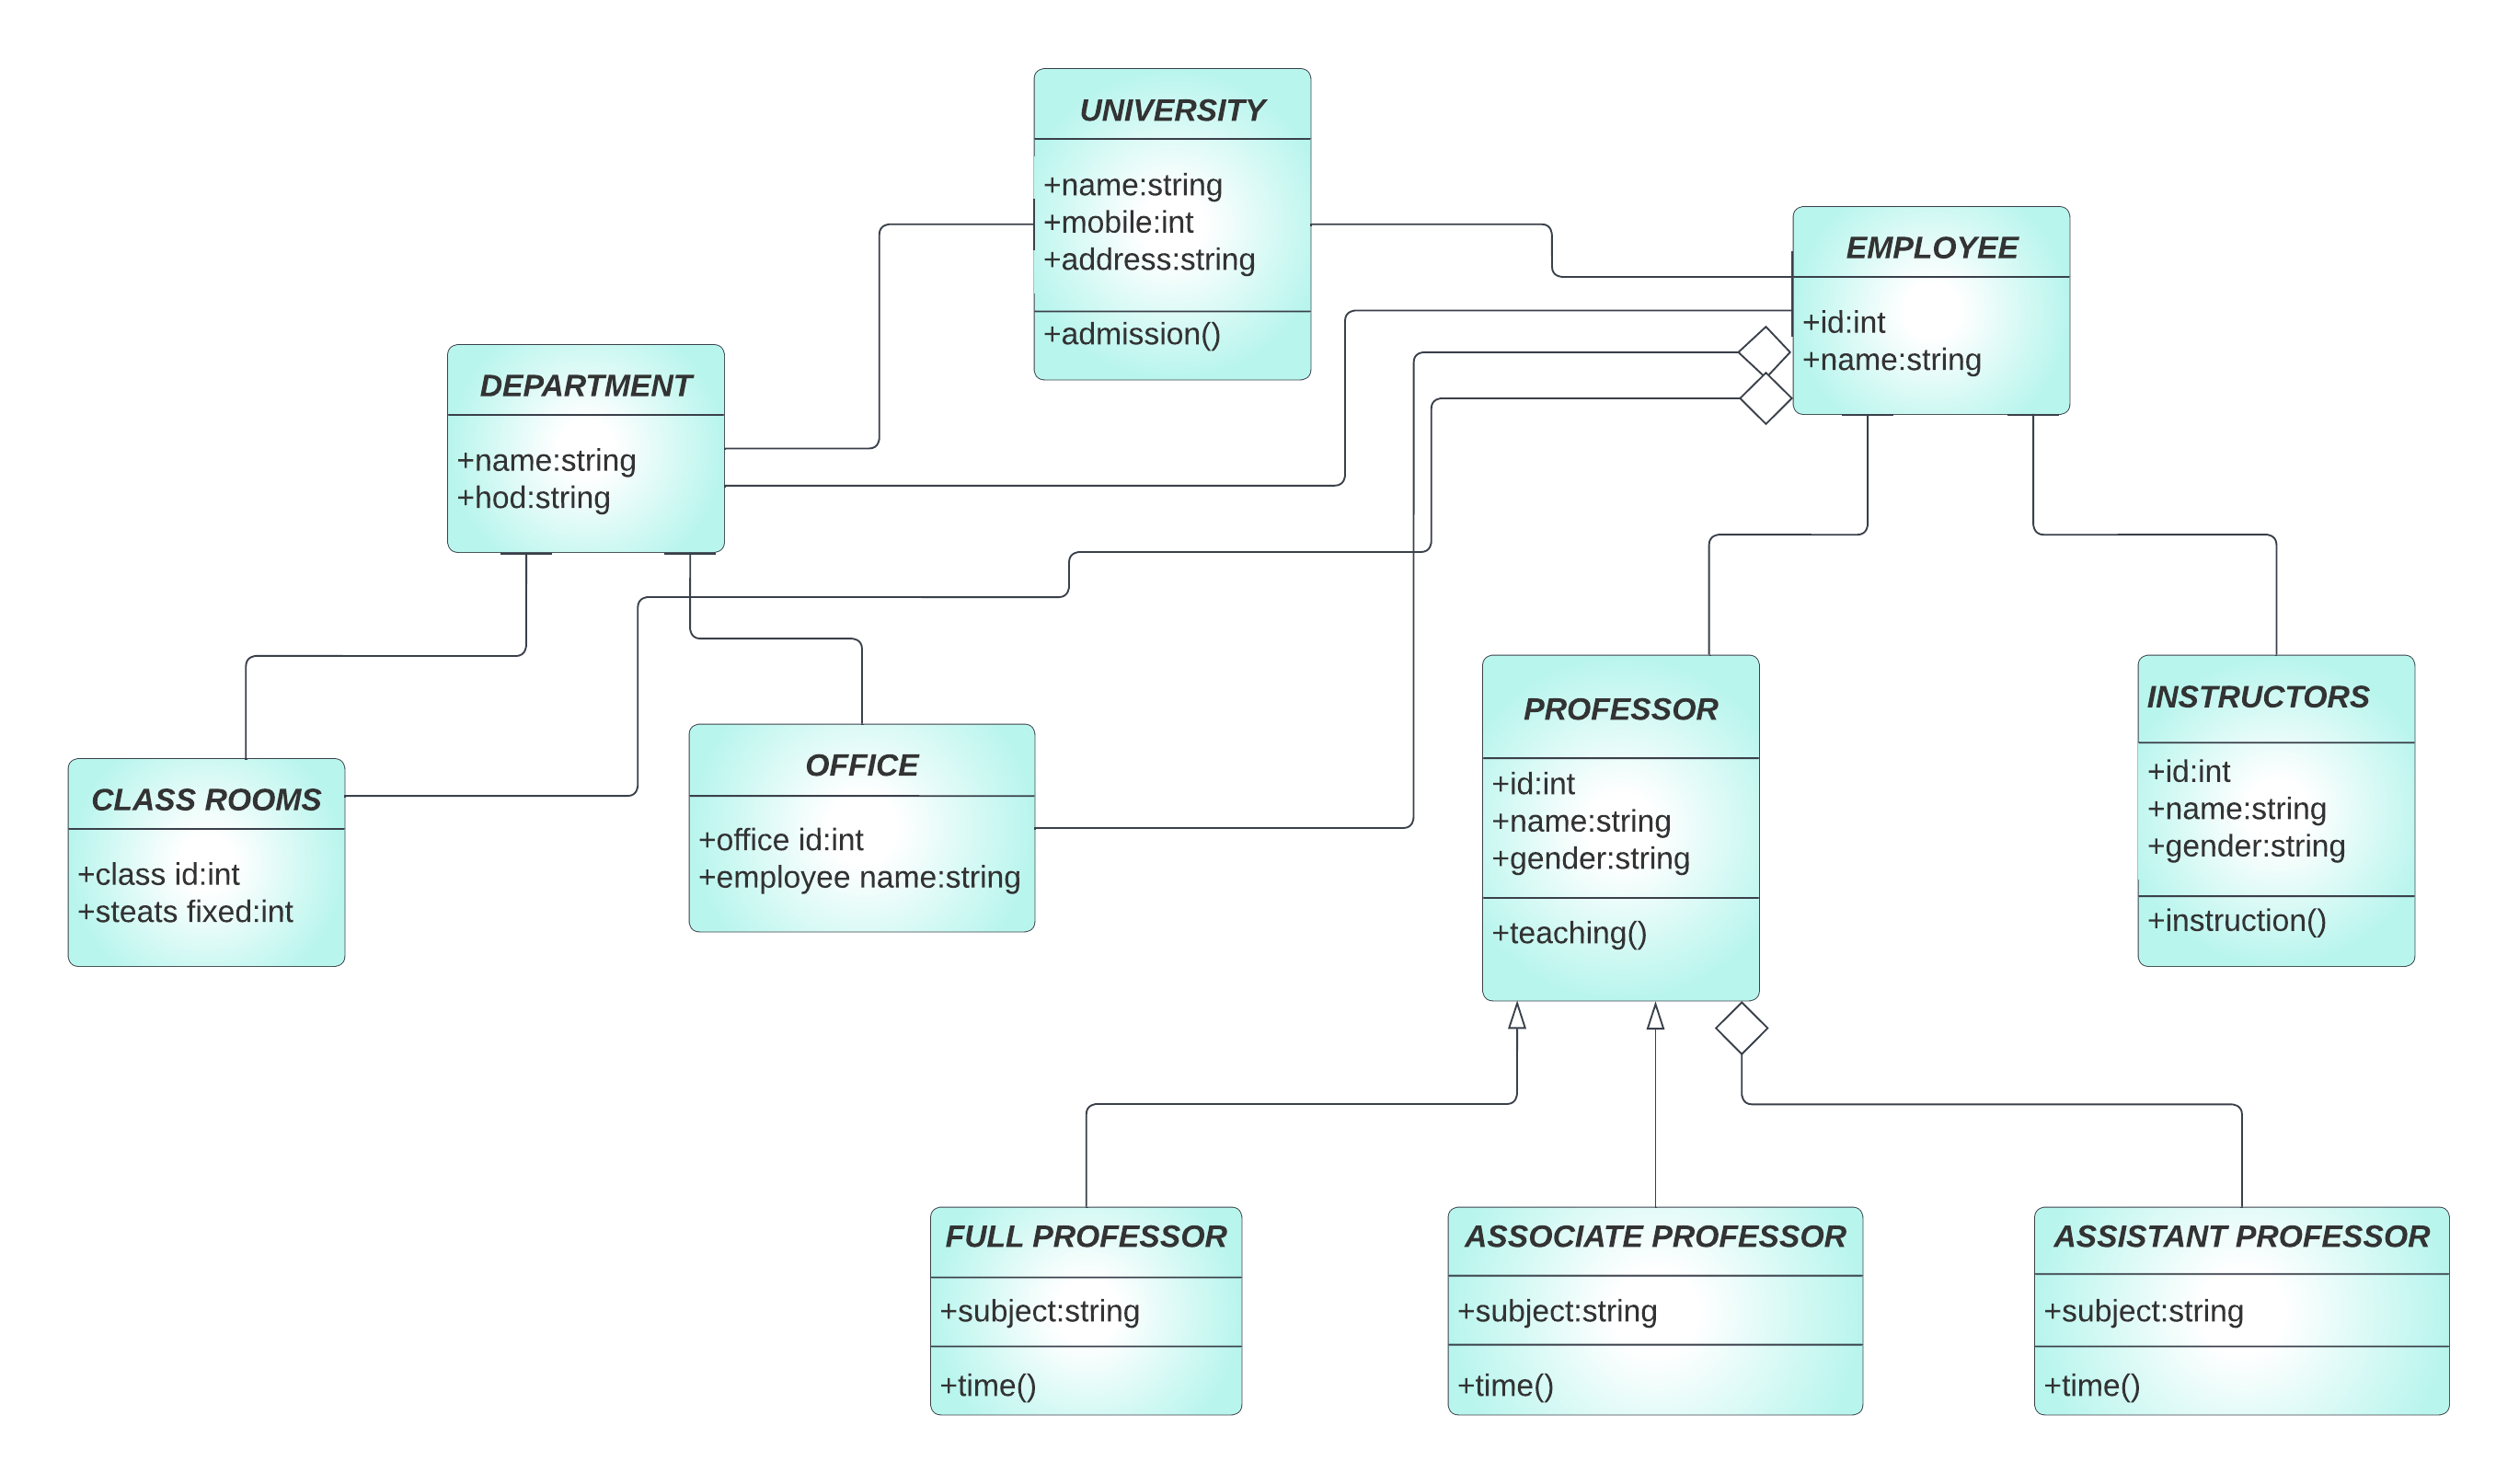 UNIVERSITY
+name:string
+mobile:int
+address:string
+admission()
EMPLOYEE
+id:int
+name:string
DEPARTMENT
+name:string
+hod:string
CLASS ROOMS
+class id:int
+steats fixed:int
OFFICE
+office id:int
+employee name:string
PROFESSOR
+id:int
+name:string
+gender:string
+teaching()
INSTRUCTORS
+id:int
+name:string
+gender:string
+instruction()
FULL PROFESSOR
+subject:string
+time()
ASSOCIATE PROFESSOR
+subject:string
+time()
ASSISTANT PROFESSOR
+subject:string
+time()